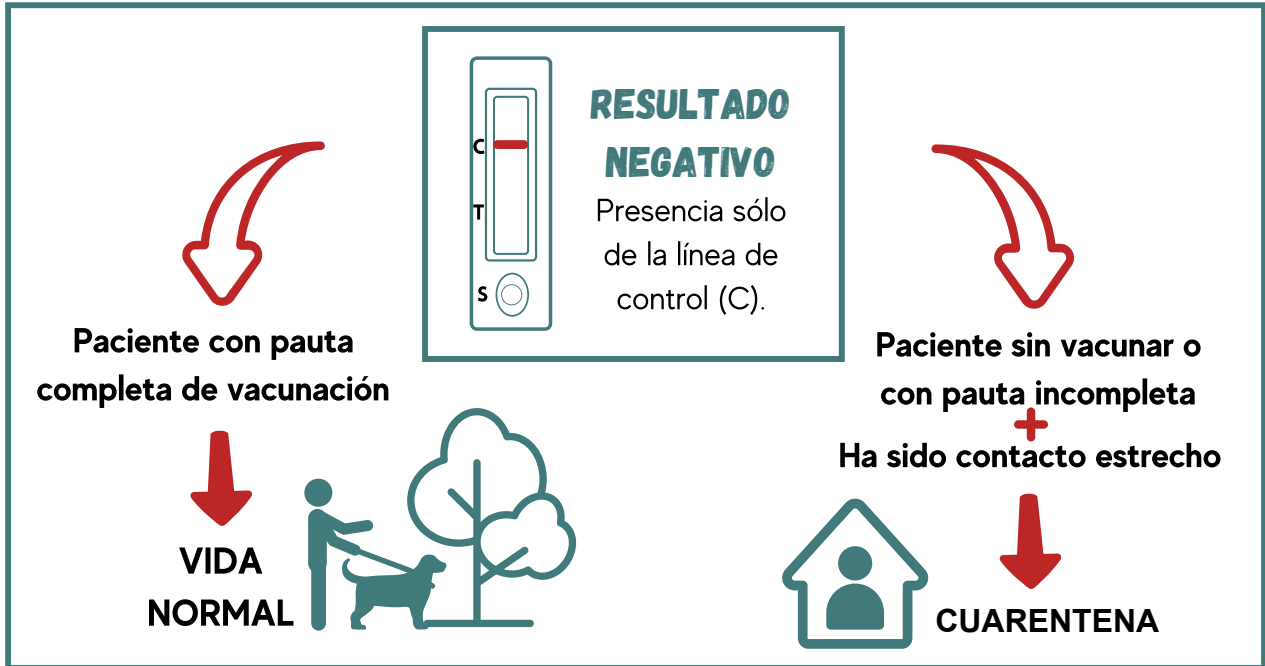 C
T
S
RESULTADO
NEGATIVO
Presencia sólo
de la línea de
control (C).
Paciente con pauta
completa de vacunación
VIDA
NORMAL
Paciente sin vacunar o
con pauta incompleta
+
Ha sido contacto estrecho
CUARENTENA